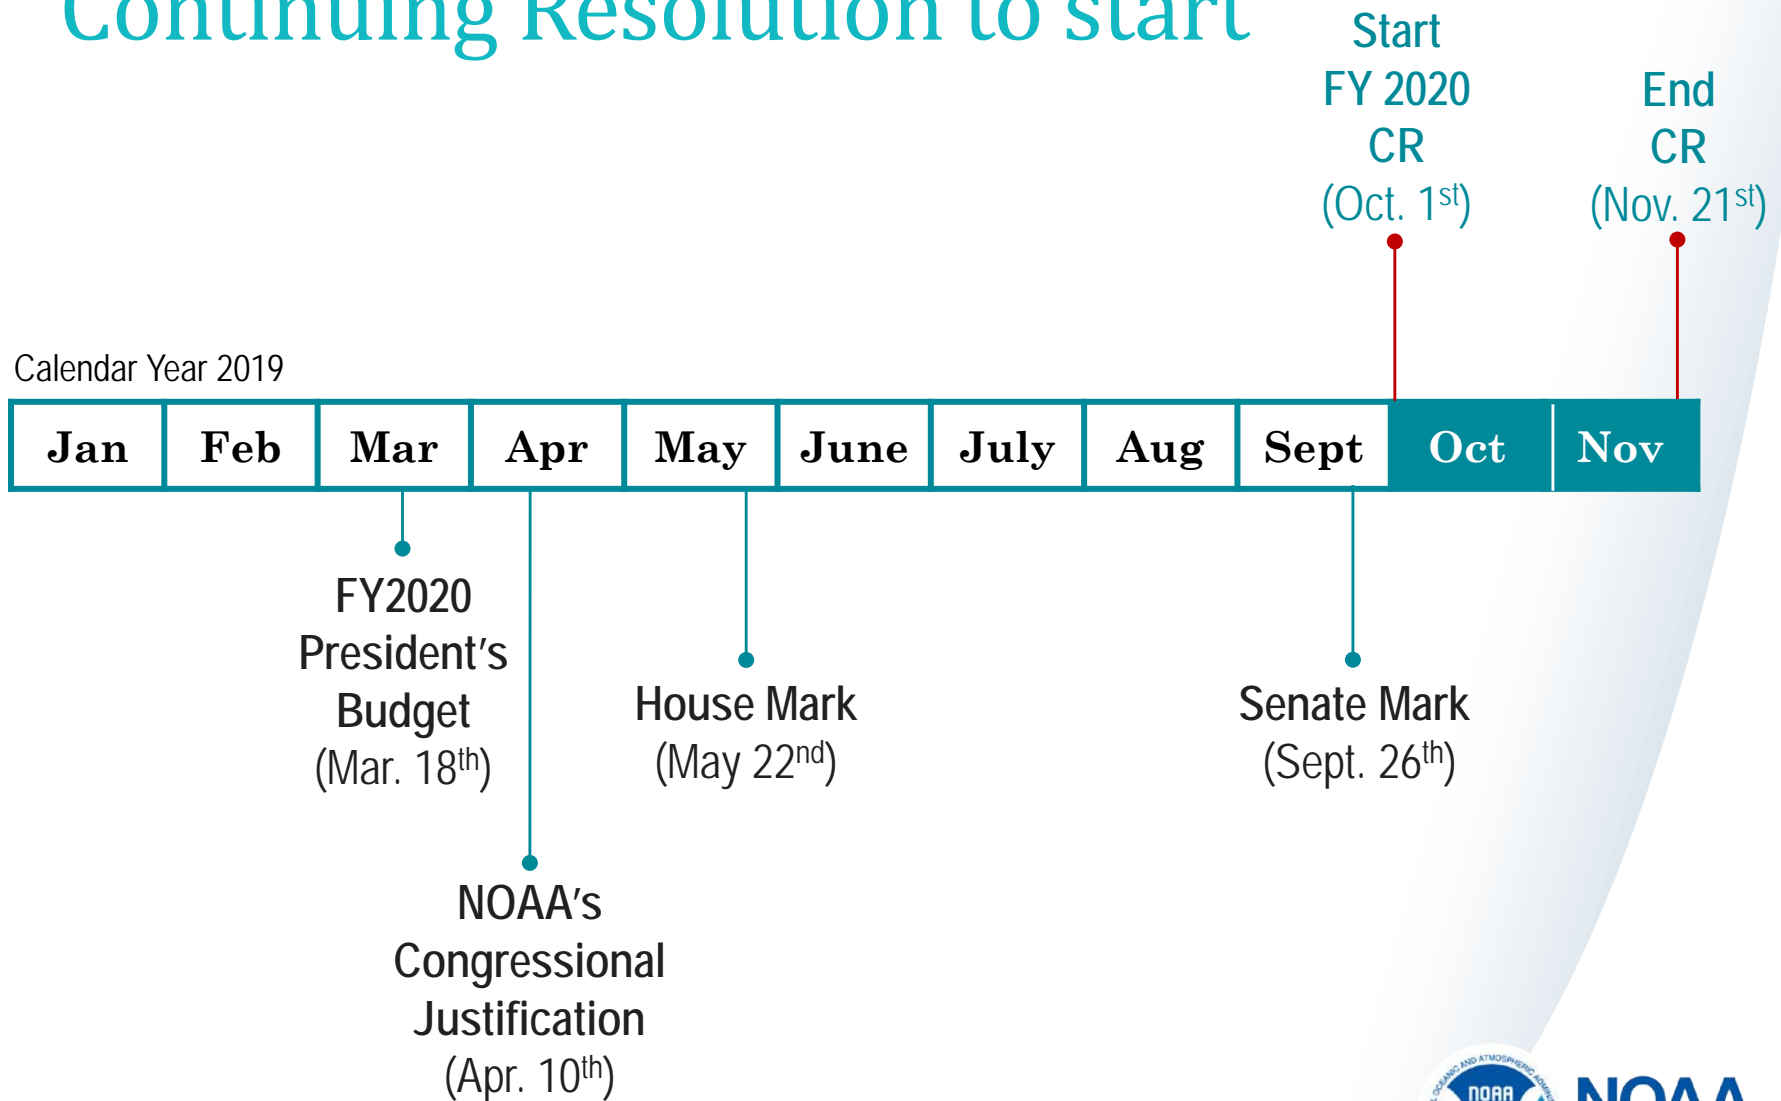 Continuing Resolution to start
Start
FY 2020
CR
(Oct. 1st)
End
CR
(Nov. 21st)
Calendar Year 2019
Jan Feb Mar Apr May June July Aug Sept Oct Nov
FY2020
President’s
Budget
(Mar. 18th)
House Mark
(May 22nd)
Senate Mark
(Sept. 26th)
NOAA’s
Congressional
Justification
(Apr. 10th)
AND ATMOSPHERIC
NOAA
NOAA